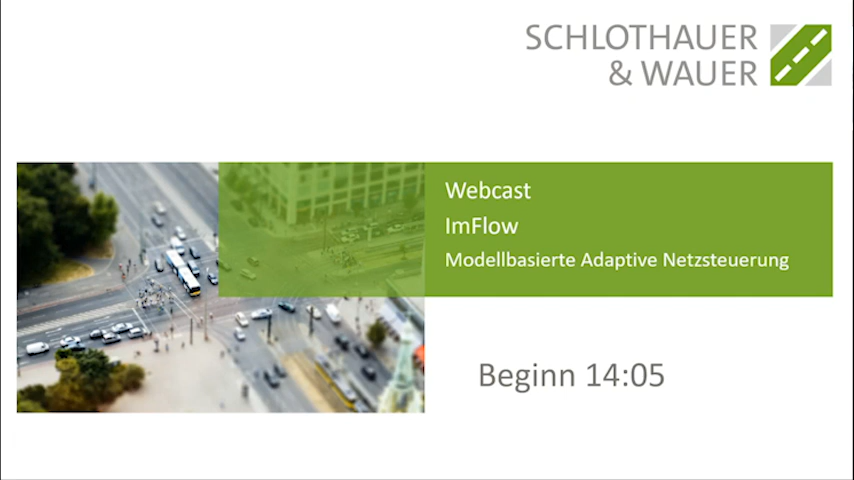 SCHLOTHAUER
& WAUER
Webcast
ImFlow
Modellbasierte Adaptive Netzsteuerung
Beginn 14:05